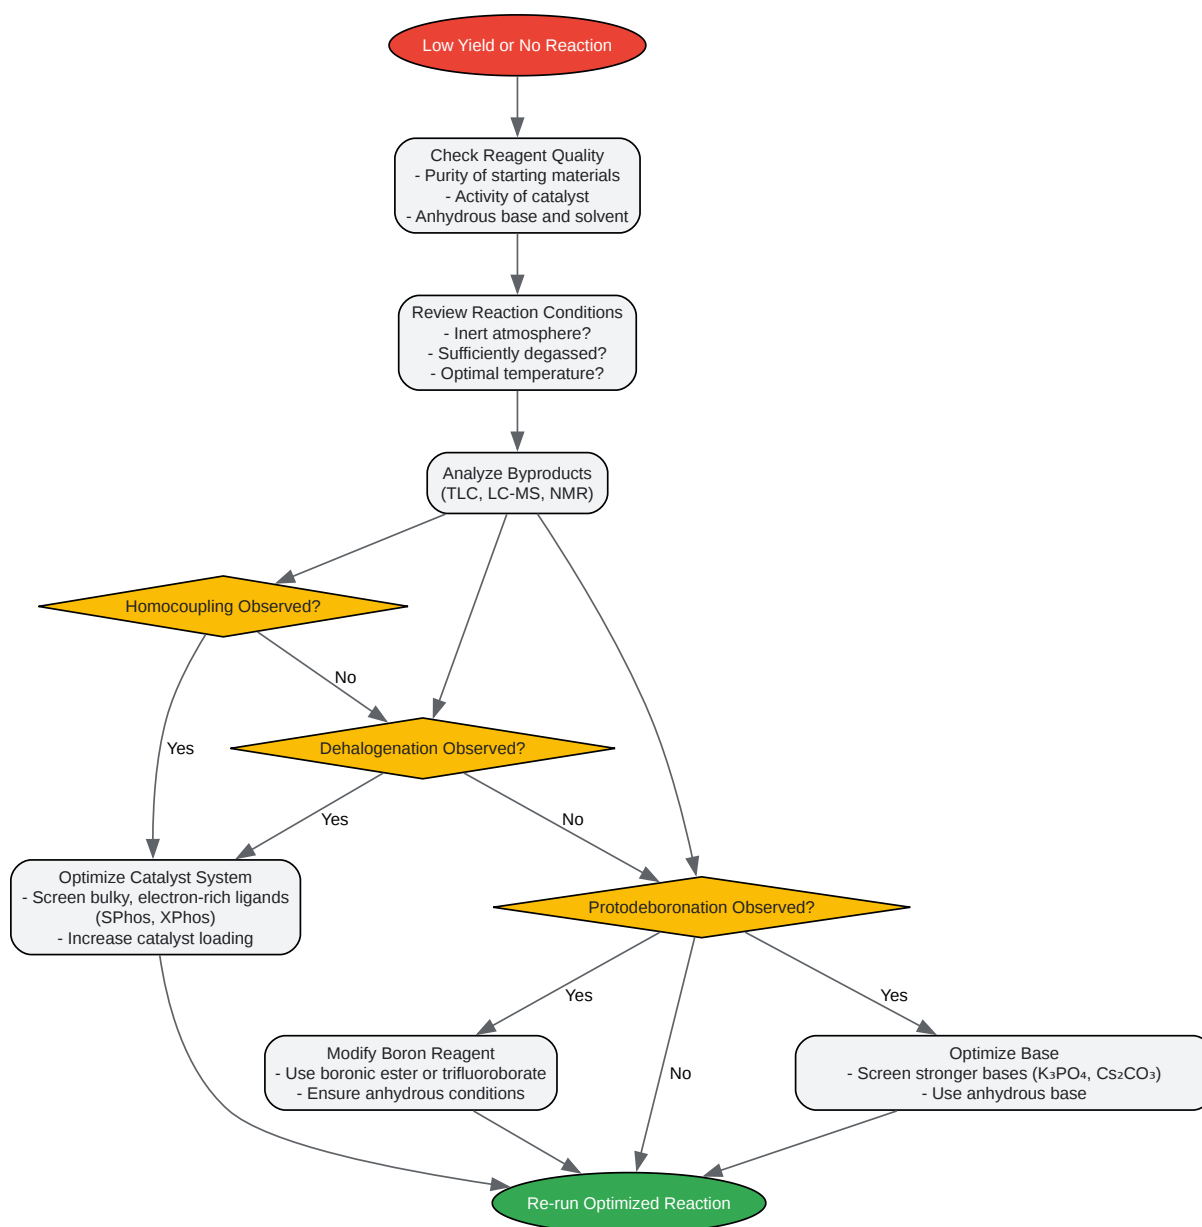 Low Yield or No Reaction
Check Reagent Quality
- Purity of starting materials
- Activity of catalyst
- Anhydrous base and solvent
Review Reaction Conditions
- Inert atmosphere?
- Sufficiently degassed?
- Optimal temperature?
Analyze Byproducts
(TLC, LC-MS, NMR)
Homocoupling Observed?
No
Yes
Dehalogenation Observed?
Yes
No
Optimize Catalyst System
- Screen bulky, electron-rich ligands
(SPhos, XPhos)
- Increase catalyst loading
Protodeboronation Observed?
Yes
No
Yes
Modify Boron Reagent
- Use boronic ester or trifluoroborate
- Ensure anhydrous conditions
Optimize Base
- Screen stronger bases (K₃PO₄, Cs₂CO₃)
- Use anhydrous base
Re-run Optimized Reaction